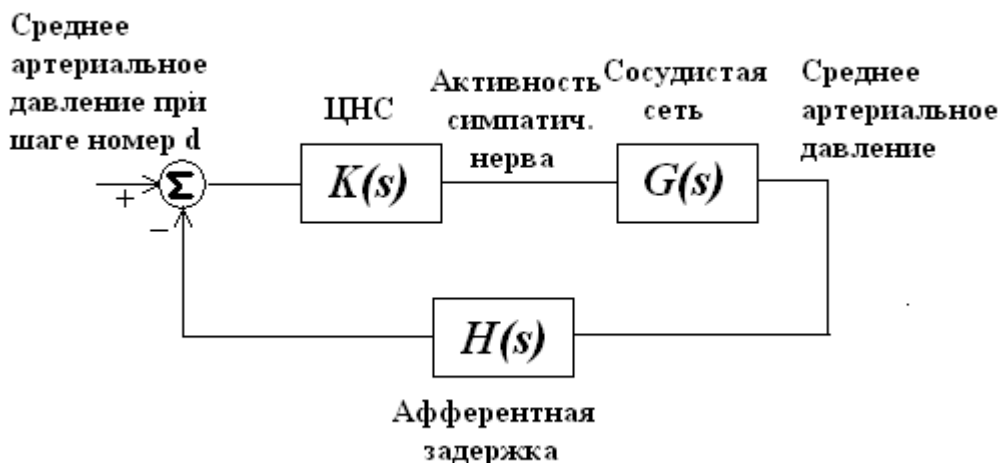 Среднее
артериальное
давление при
шаге номер d
ЦНС
Активность
симпатич.
нерва
Сосудистая
сеть
Среднее
артериальное
давление
Σ
+
−
K(s)
G(s)
H(s)
Афферентная
задержка